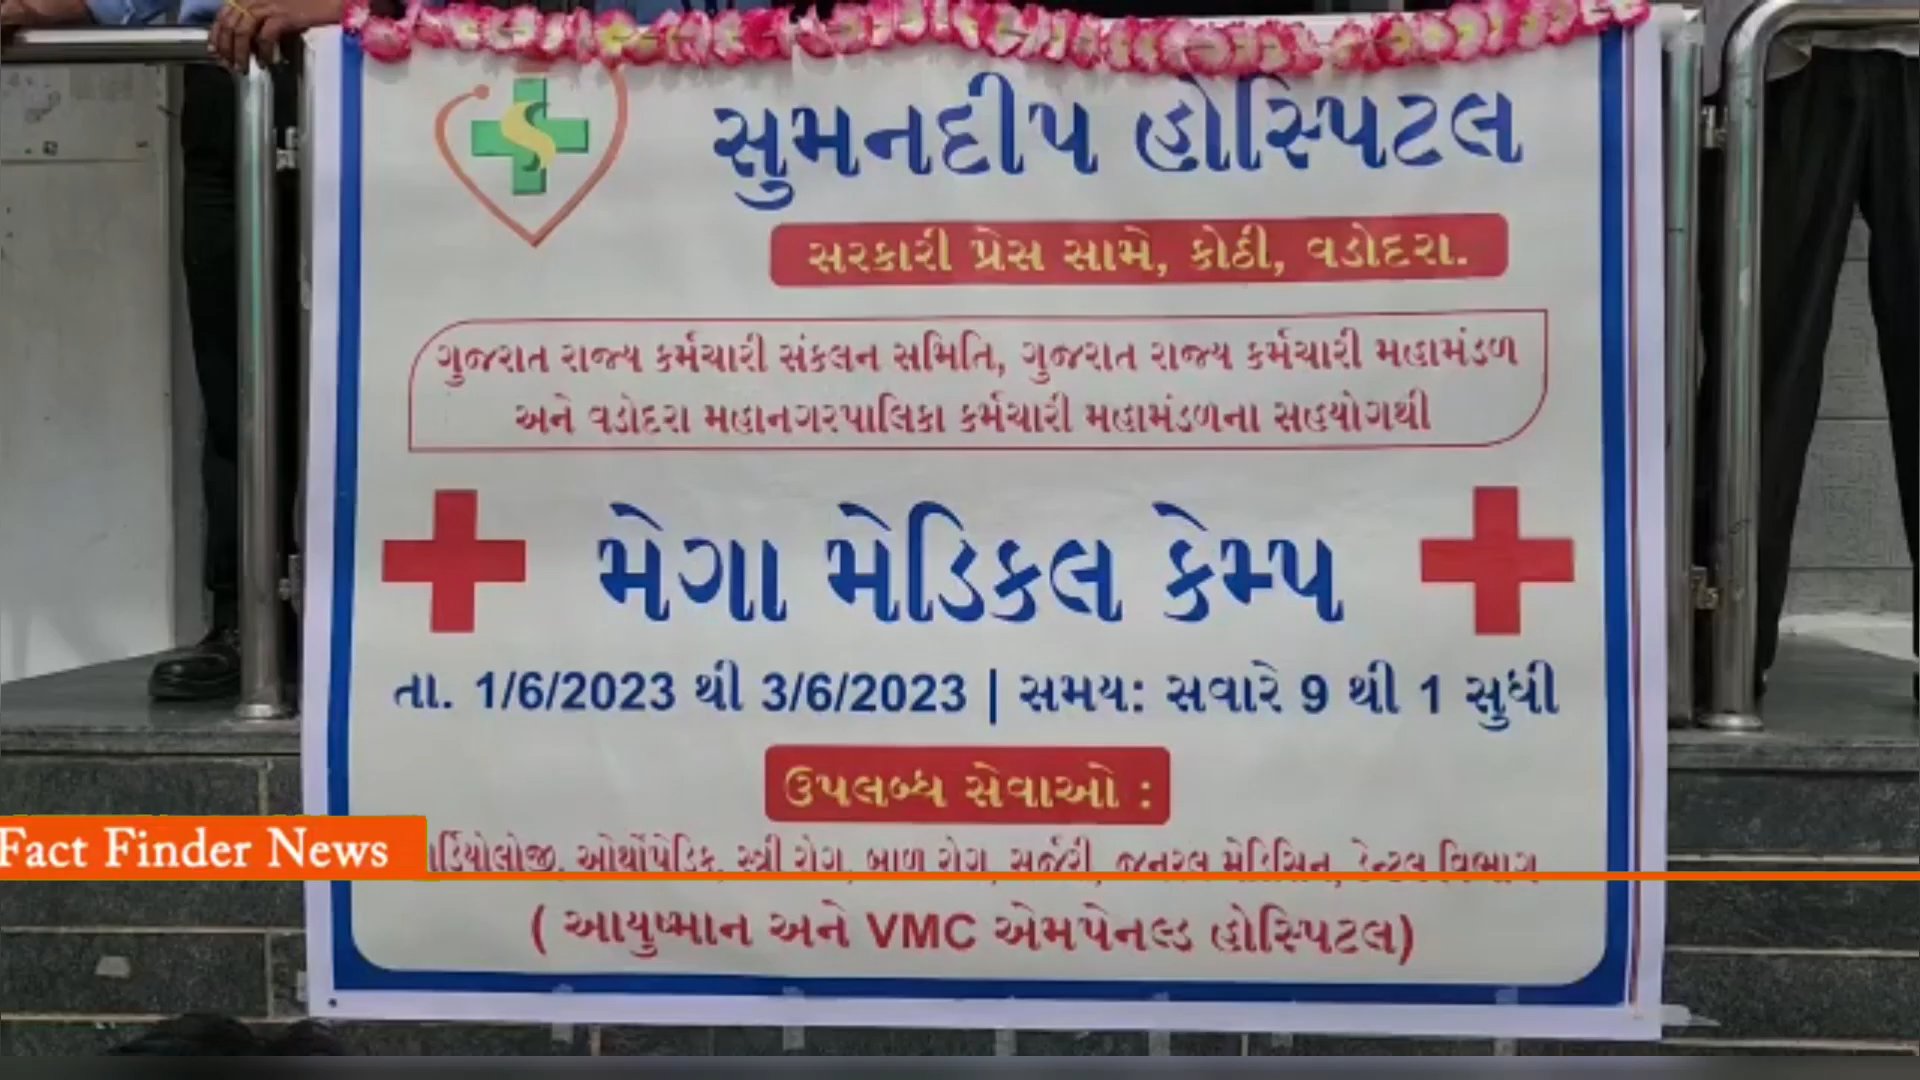 સુમનદીપ હોસ્પિટલ
સરકારી પ્રેસ સામે, કોઠી, વડોદરા.
ગુજરાત રાજ્ય કર્મચારી સંકલન સમિતિ, ગુજરાત રાજ્ય કર્મચારી મહામંડળ
અને વડોદરા મહાનગરપાલિકા કર્મચારી મહામંડળના સહયોગથી
મેગા મેડિકલ કેમ્પ
તા. 1/6/2023 થી 3/6/2023 | સમય: સવારે 9 થી 1 સુધી
ઉપલબ્ધ સેવાઓ :
Fact Finder News
ઓર્થોપેડિક, સ્ત્રી રોગ, બાળ રોગ, સર્જરી, જનરલ મેડિસિન, ડેન્ટલ વિભાગ
( આયુષ્માન અને VMC એમપેનલ્ડ હોસ્પિટલ)